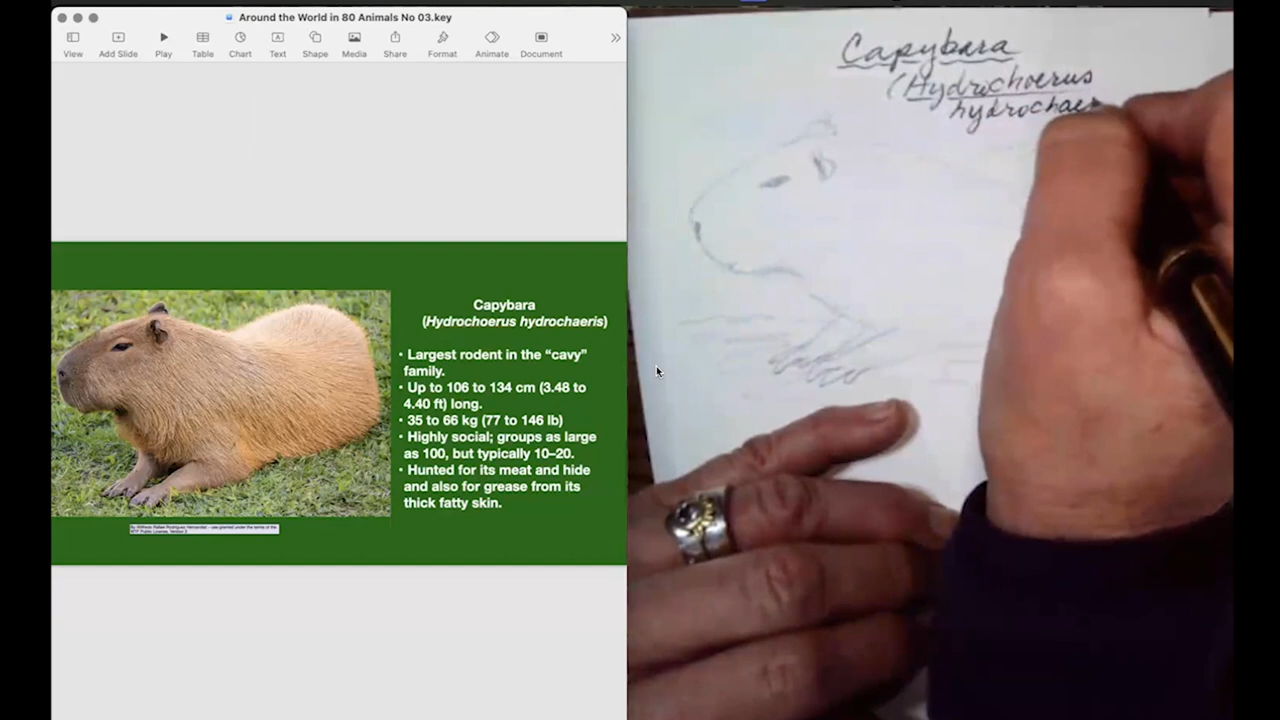 Around the World in 80 Animals No 03.key
View
Add Slide
Play
Table
Chart
Text
Shape
Media
Share
Format
Animate
Document
Capybara
(Hydrochoerus hydrochaeris)
• Largest rodent in the “cavy”
family.
• Up to 106 to 134 cm (3.48 to
4.40 ft) long.
• 35 to 66 kg (77 to 146 lb)
• Highly social; groups as large
as 100, but typically 10–20.
• Hunted for its meat and hide
and also for grease from its
thick fatty skin.
Capybara
(Hydrochoerus
hydrochaer